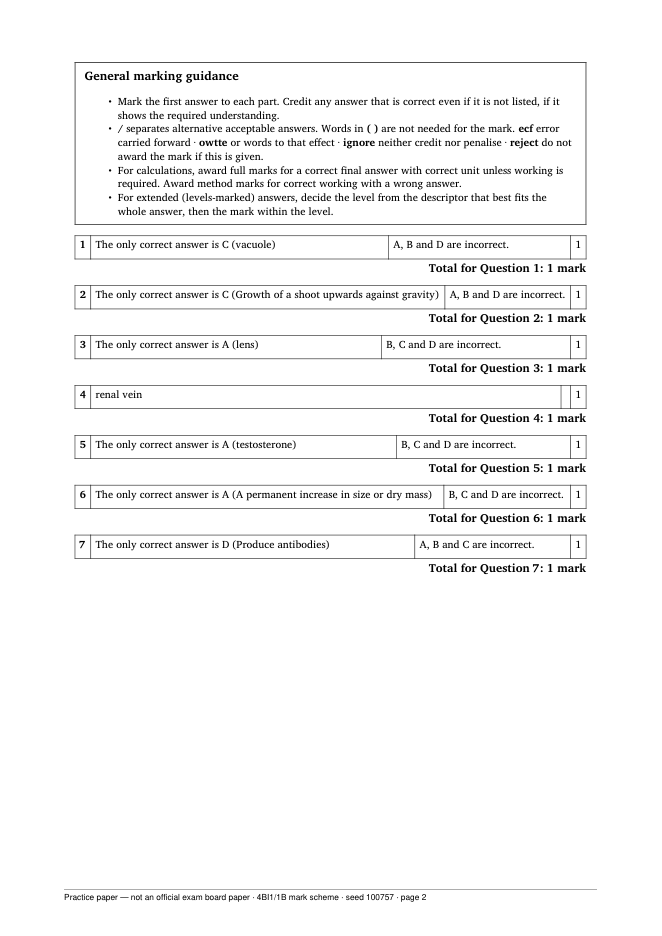 General marking guidance
• Mark the first answer to each part. Credit any answer that is correct even if it is not listed, if it
shows the required understanding.
• / separates alternative acceptable answers. Words in ( ) are not needed for the mark. ecf error
carried forward · owtte or words to that effect · ignore neither credit nor penalise · reject do not
award the mark if this is given.
• For calculations, award full marks for a correct final answer with correct unit unless working is
required. Award method marks for correct working with a wrong answer.
• For extended (levels-marked) answers, decide the level from the descriptor that best fits the
whole answer, then the mark within the level.
1 The only correct answer is C (vacuole) A, B and D are incorrect. 1
Total for Question 1: 1 mark
2 The only correct answer is C (Growth of a shoot upwards against gravity) A, B and D are incorrect. 1
Total for Question 2: 1 mark
3 The only correct answer is A (lens) B, C and D are incorrect. 1
Total for Question 3: 1 mark
4 renal vein 1
Total for Question 4: 1 mark
5 The only correct answer is A (testosterone) B, C and D are incorrect. 1
Total for Question 5: 1 mark
6 The only correct answer is A (A permanent increase in size or dry mass) B, C and D are incorrect. 1
Total for Question 6: 1 mark
7 The only correct answer is D (Produce antibodies) A, B and C are incorrect. 1
Total for Question 7: 1 mark
Practice paper — not an official exam board paper · 4BI1/1B mark scheme · seed 100757 · page 2